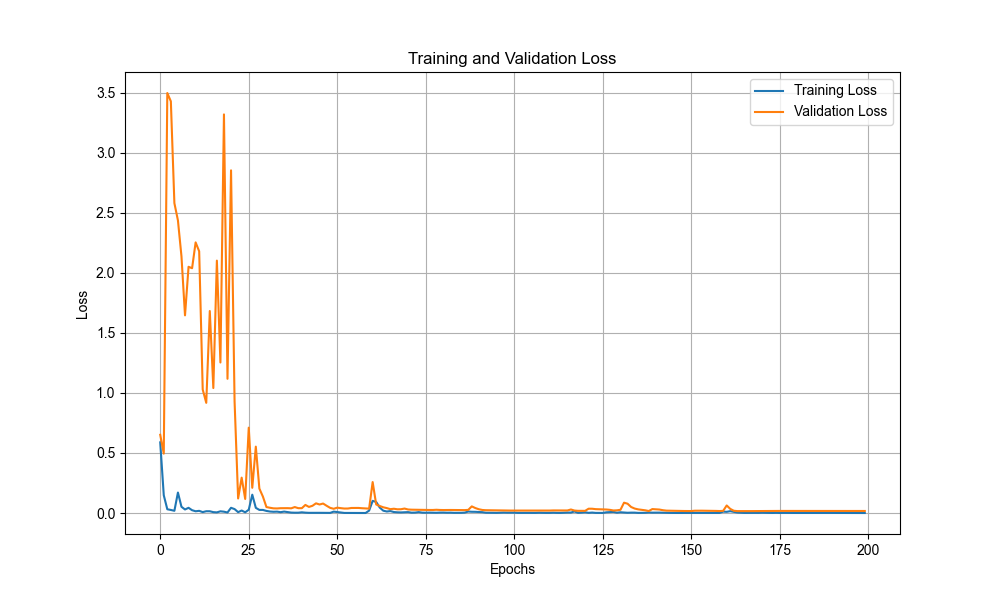 Training and Validation Loss
Training Loss
Validation Loss
3.5
3.0
2.5
2.0
1.5
1.0
0.5
0.0
Loss
0 25 50 75 100 125 150 175 200
Epochs